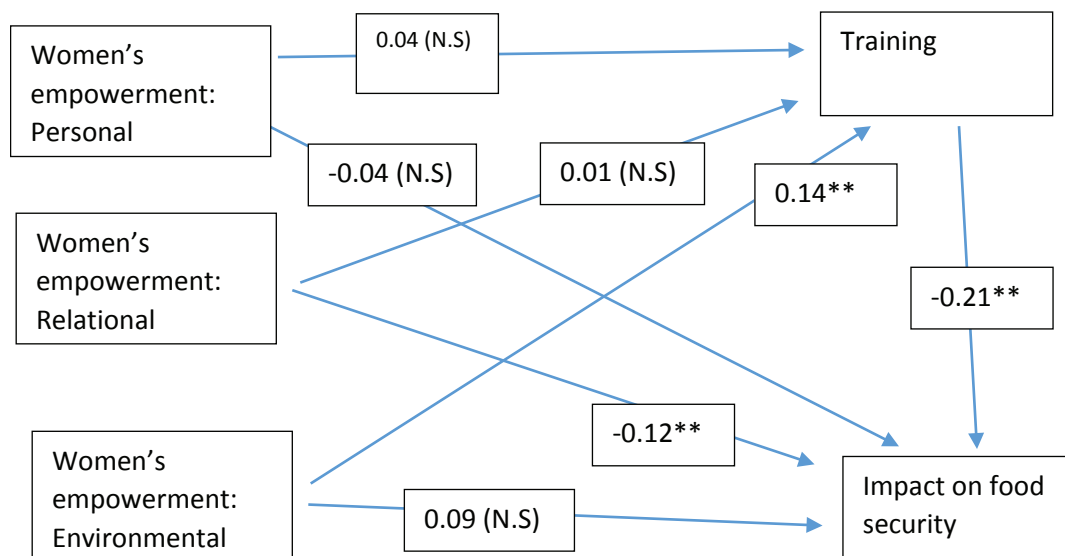 Women’s
empowerment:
Personal
0.04 (N.S)
Training
-0.04 (N.S)
0.01 (N.S)
0.14**
Women’s
empowerment:
Relational
-0.21**
-0.12**
Women’s
empowerment:
Environmental
0.09 (N.S)
Impact on food
security